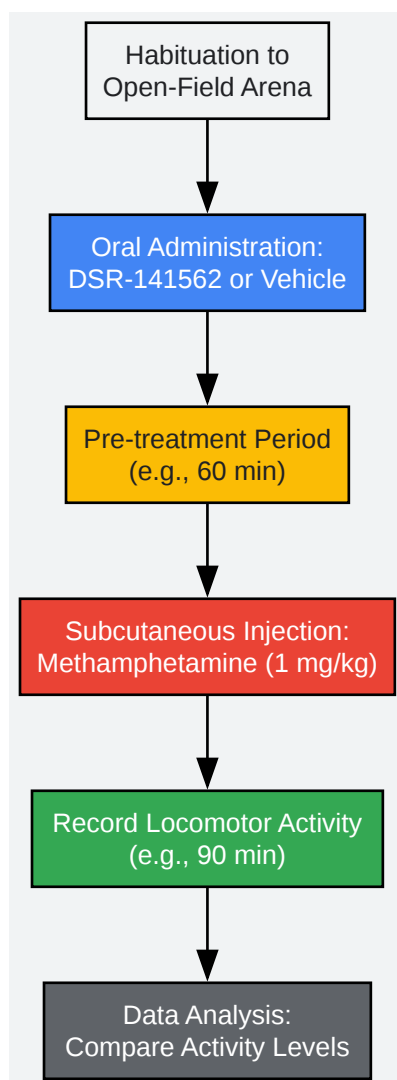 Habituation to
Open-Field Arena
Oral Administration:
DSR-141562 or Vehicle
Pre-treatment Period
(e.g., 60 min)
Subcutaneous Injection:
Methamphetamine (1 mg/kg)
Record Locomotor Activity
(e.g., 90 min)
Data Analysis:
Compare Activity Levels